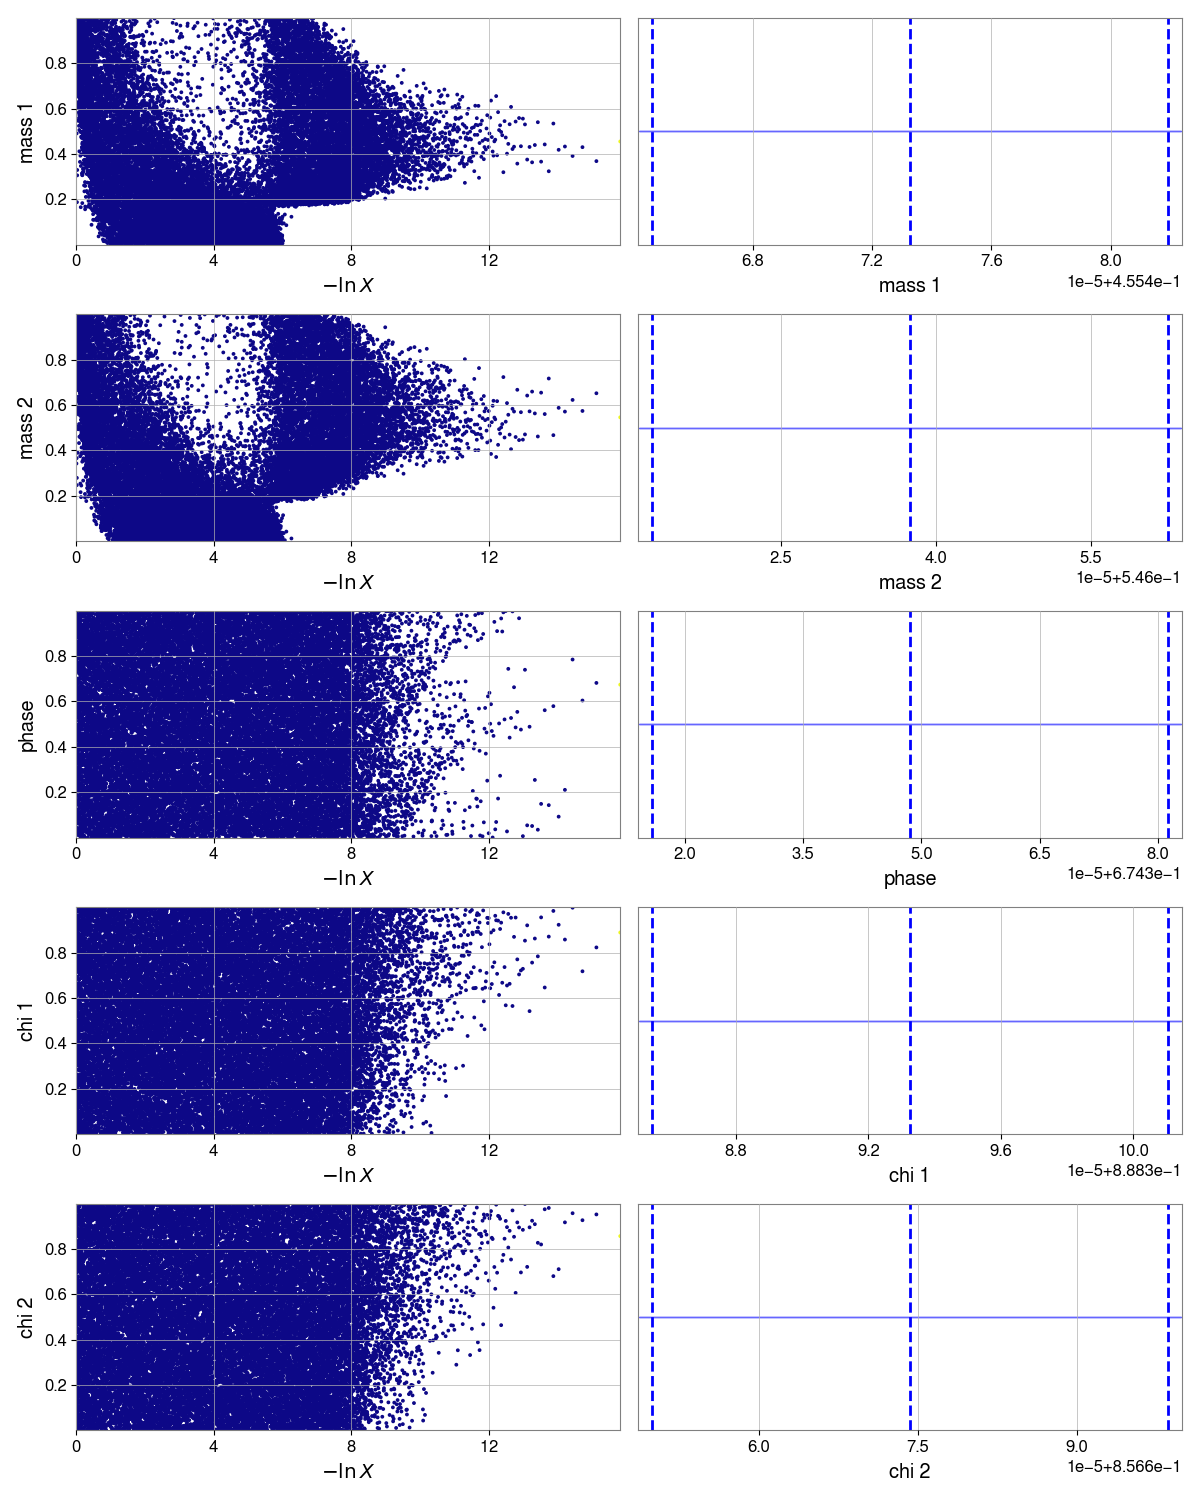 0.8
0.6
0.4
0.2
mass 1
0 4 8 12
−ln X
6.8 7.2 7.6 8.0
mass 1
1e−5+4.554e−1
0.8
0.6
0.4
0.2
mass 2
0 4 8 12
−ln X
2.5 4.0 5.5
mass 2
1e−5+5.46e−1
0.8
0.6
0.4
0.2
phase
0 4 8 12
−ln X
2.0 3.5 5.0 6.5 8.0
phase
1e−5+6.743e−1
0.8
0.6
0.4
0.2
chi 1
0 4 8 12
−ln X
8.8 9.2 9.6 10.0
chi 1
1e−5+8.883e−1
0.8
0.6
0.4
0.2
chi 2
0 4 8 12
−ln X
6.0 7.5 9.0
chi 2
1e−5+8.566e−1